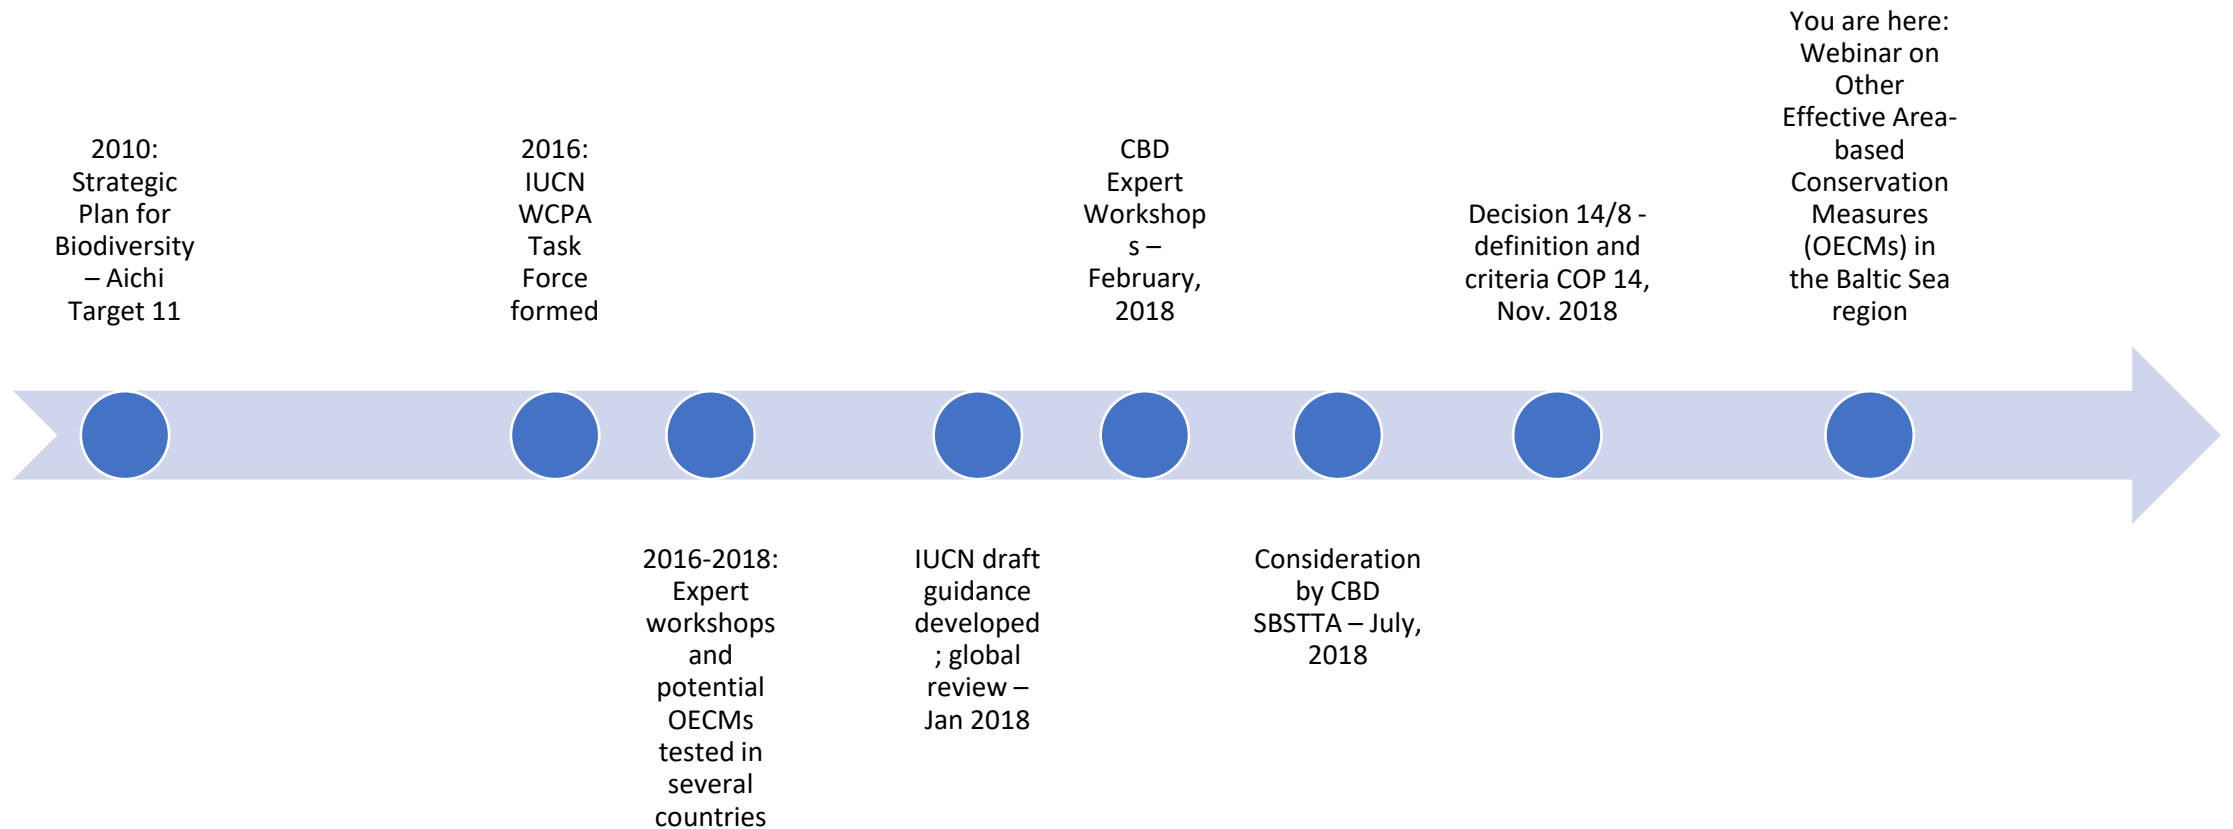 2010:
Strategic
Plan for
Biodiversity
– Aichi
Target 11
2016:
IUCN
WCPA
Task
Force
formed
2016-2018:
Expert
workshops
and
potential
OECMs
tested in
several
countries
IUCN draft
guidance
developed
; global
review –
Jan 2018
CBD
Expert
Workshop
s –
February,
2018
Consideration
by CBD
SBSTTA – July,
2018
Decision 14/8 -
definition and
criteria COP 14,
Nov. 2018
You are here:
Webinar on
Other
Effective Area-
based
Conservation
Measures
(OECMs) in
the Baltic Sea
region